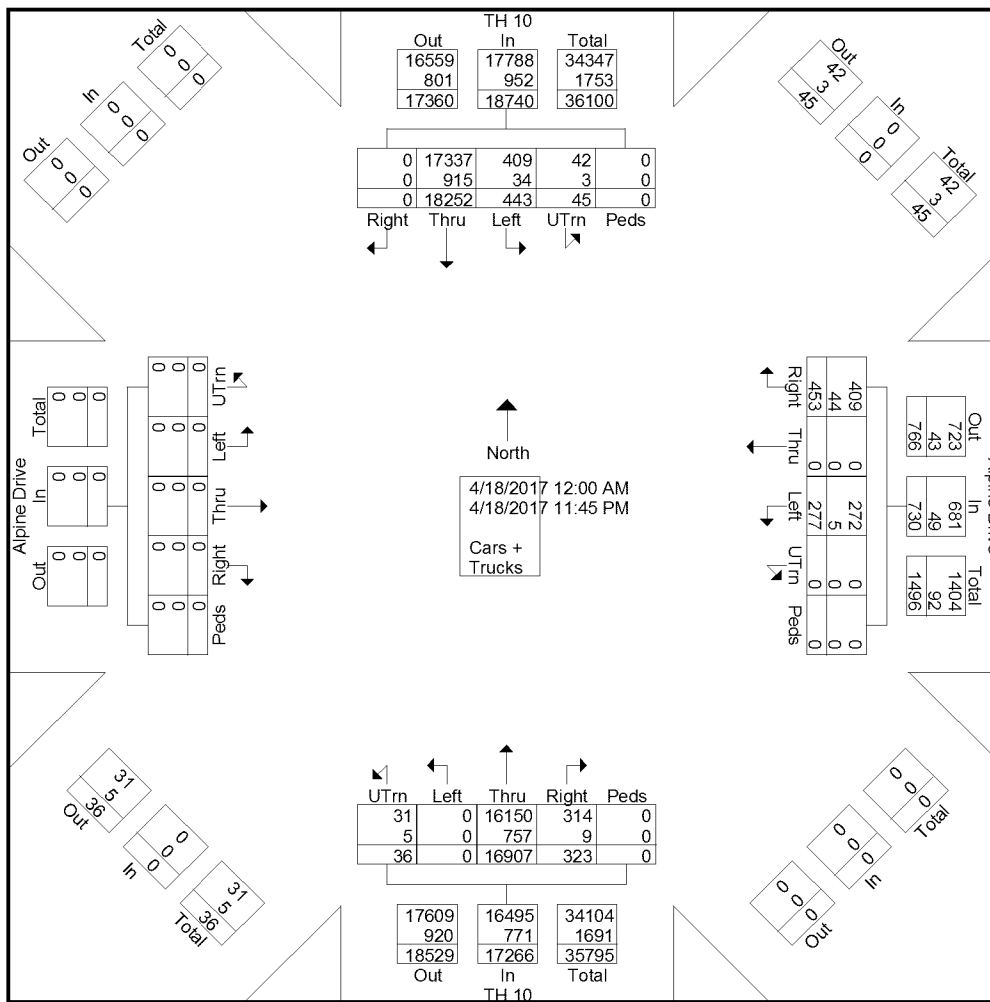 TH 10
Out In Total
16559 17788 34347
801 952 1753
17360 18740 36100
0 17337 409 42 0
0 915 34 3 0
0 18252 443 45 0
Right Thru Left UTrn Peds
Total
0
0
0
In
0
0
0
Out
0
0
0
Out
42
3
45
In
0
0
0
Total
42
3
45
Alpine Drive
Total
0 0 0
In
0 0 0
Out
0 0 0
UTrn
0 0 0
Left
0 0 0
Thru
0 0 0
Right
0 0 0
Peds
0 0 0
North
4/18/2017 12:00 AM
4/18/2017 11:45 PM
Cars +
Trucks
Right
409
44
453
Thru
0
0
0
Left
272
5
277
UTrn
0
0
0
Peds
0
0
0
Out
723
43
766
In
681
49
730
Total
1404
92
1496
Alpine Drive
UTrn Left Thru Right Peds
31 0 16150 314 0
5 0 757 9 0
36 0 16907 323 0
17609 16495 34104
920 771 1691
18529 17266 35795
Out In Total
TH 10
31
5
36
Out
0
0
0
In
31
5
36
Total
0
0
0
Total
0
0
0
In
0
0
0
Out